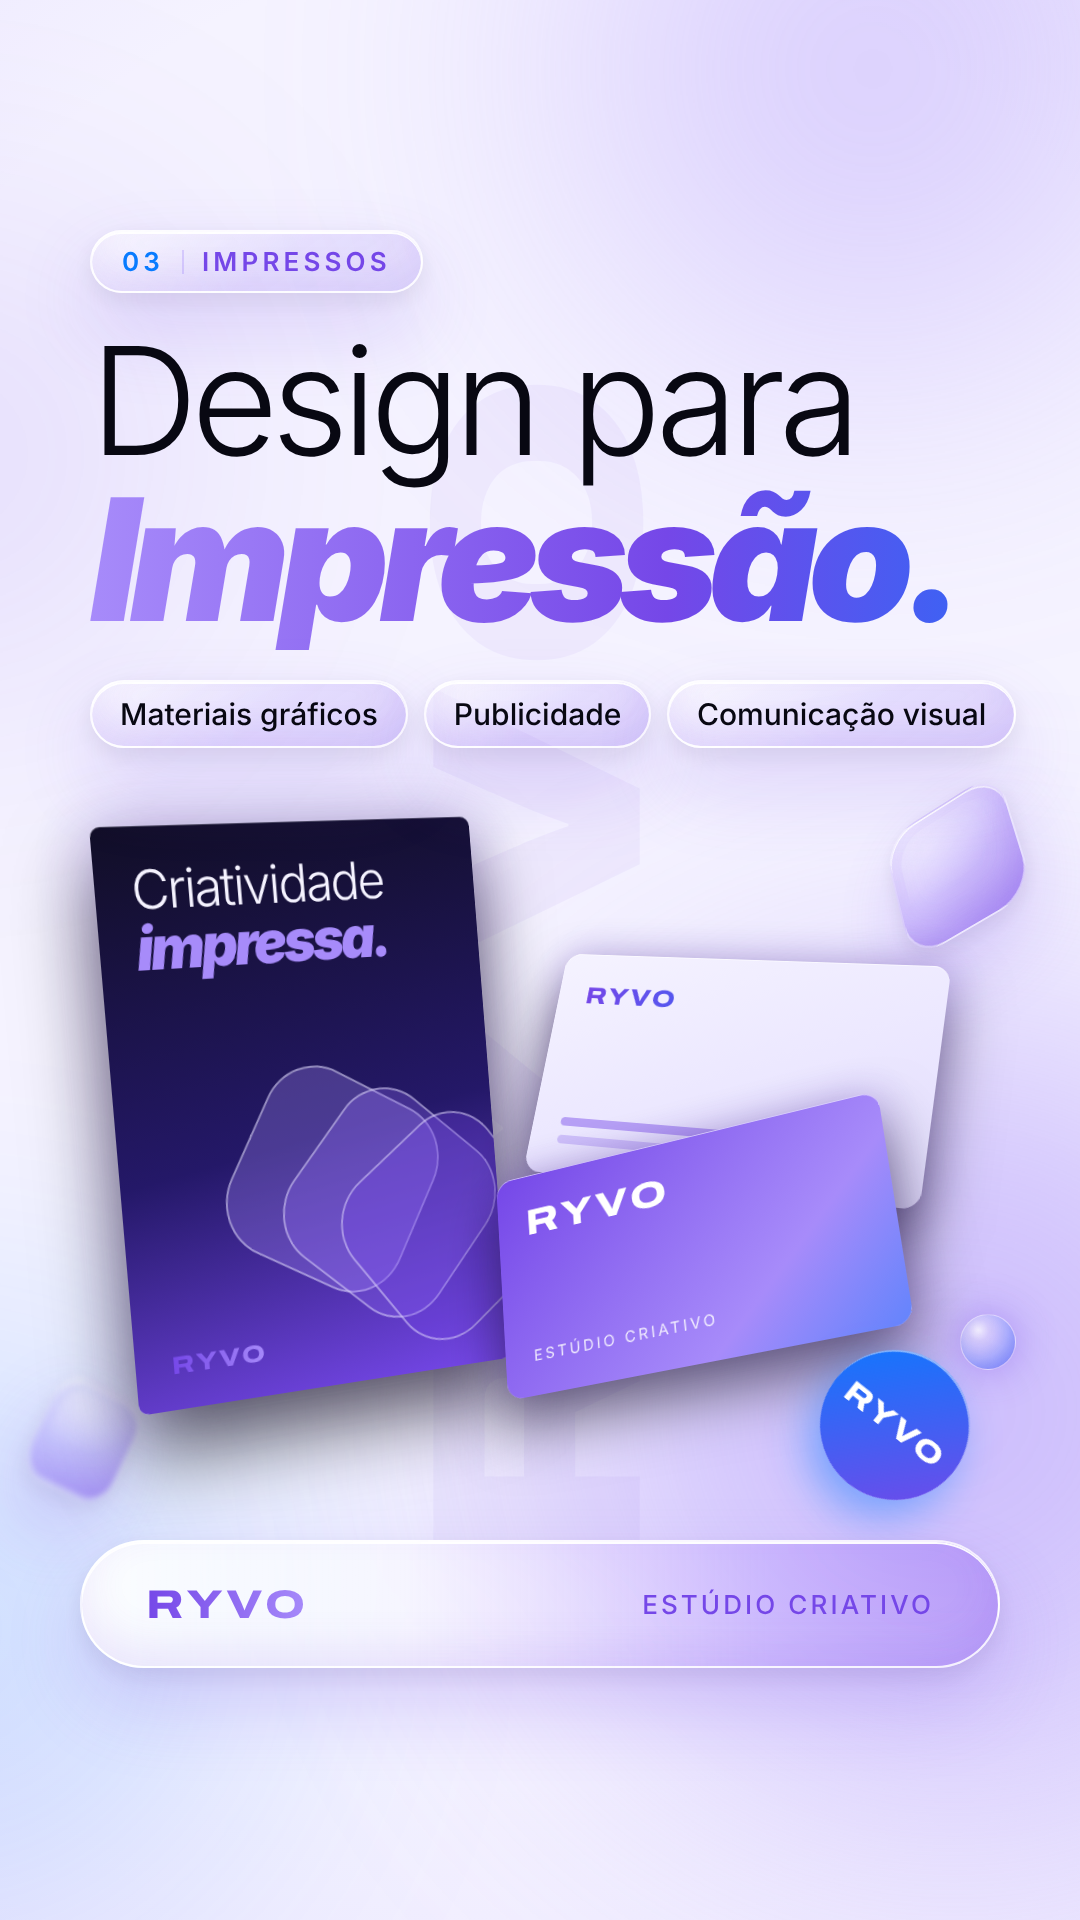 03 | IMPRESSOS
Design para
Impressão.
Materiais gráficos
Publicidade
Comunicação visual
Criatividade
impressa.
RYVO
RYVO
RYVO
ESTÚDIO CRIATIVO
RYVO
RYVO
ESTÚDIO CRIATIVO